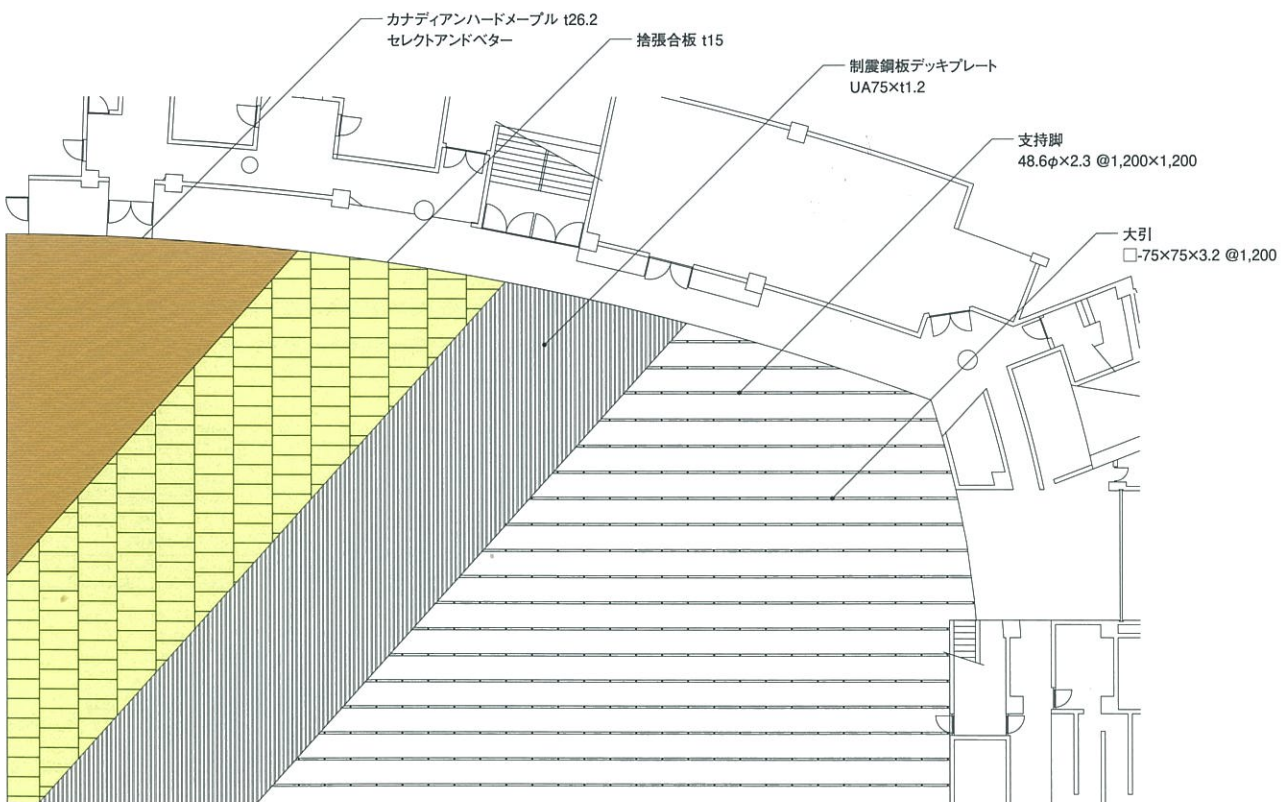 カナディアンハードメープル t26.2
セレクトアンドベター
捨張合板 t15
制震鋼板デッキプレート
UA75×t1.2
支持脚
48.6φ×2.3 @1,200×1,200
大引
□-75×75×3.2 @1,200